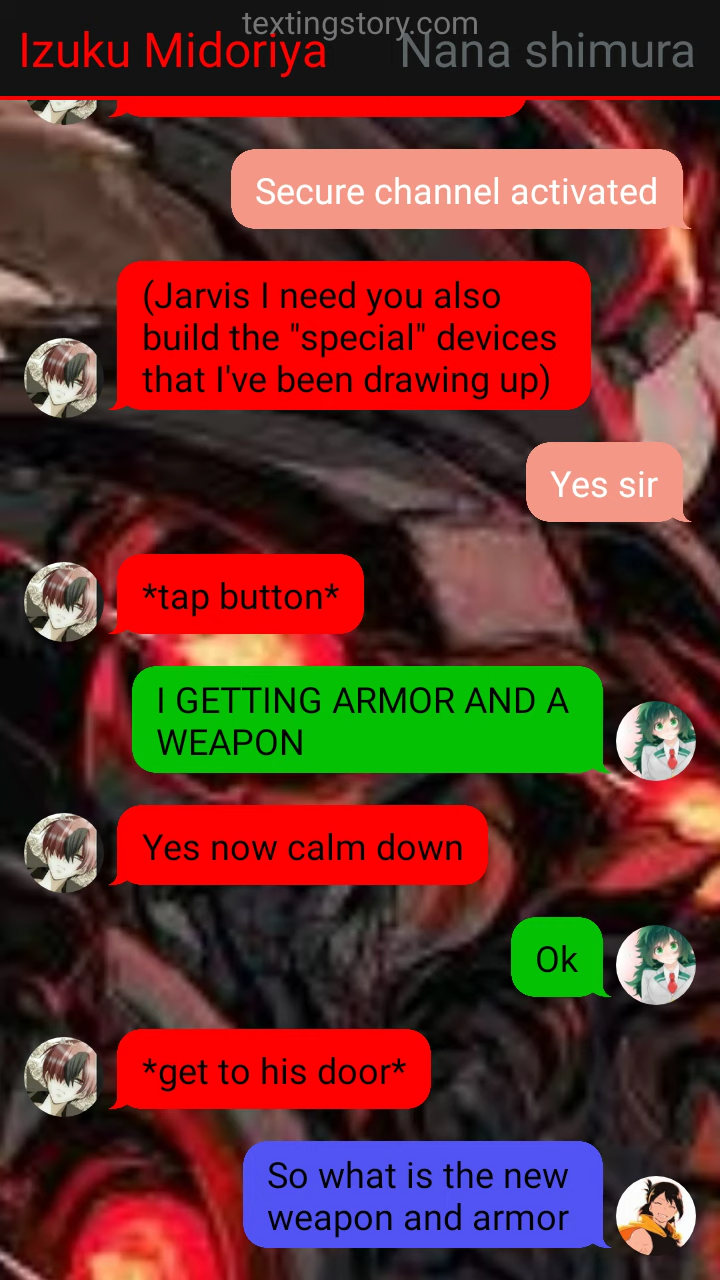 textingstory.com
Izuku Midoriya
Nana shimura
Secure channel activated
(Jarvis I need you also
build the "special" devices
that I've been drawing up)
Yes sir
*tap button*
I GETTING ARMOR AND A
WEAPON
Yes now calm down
Ok
*get to his door*
So what is the new
weapon and armor